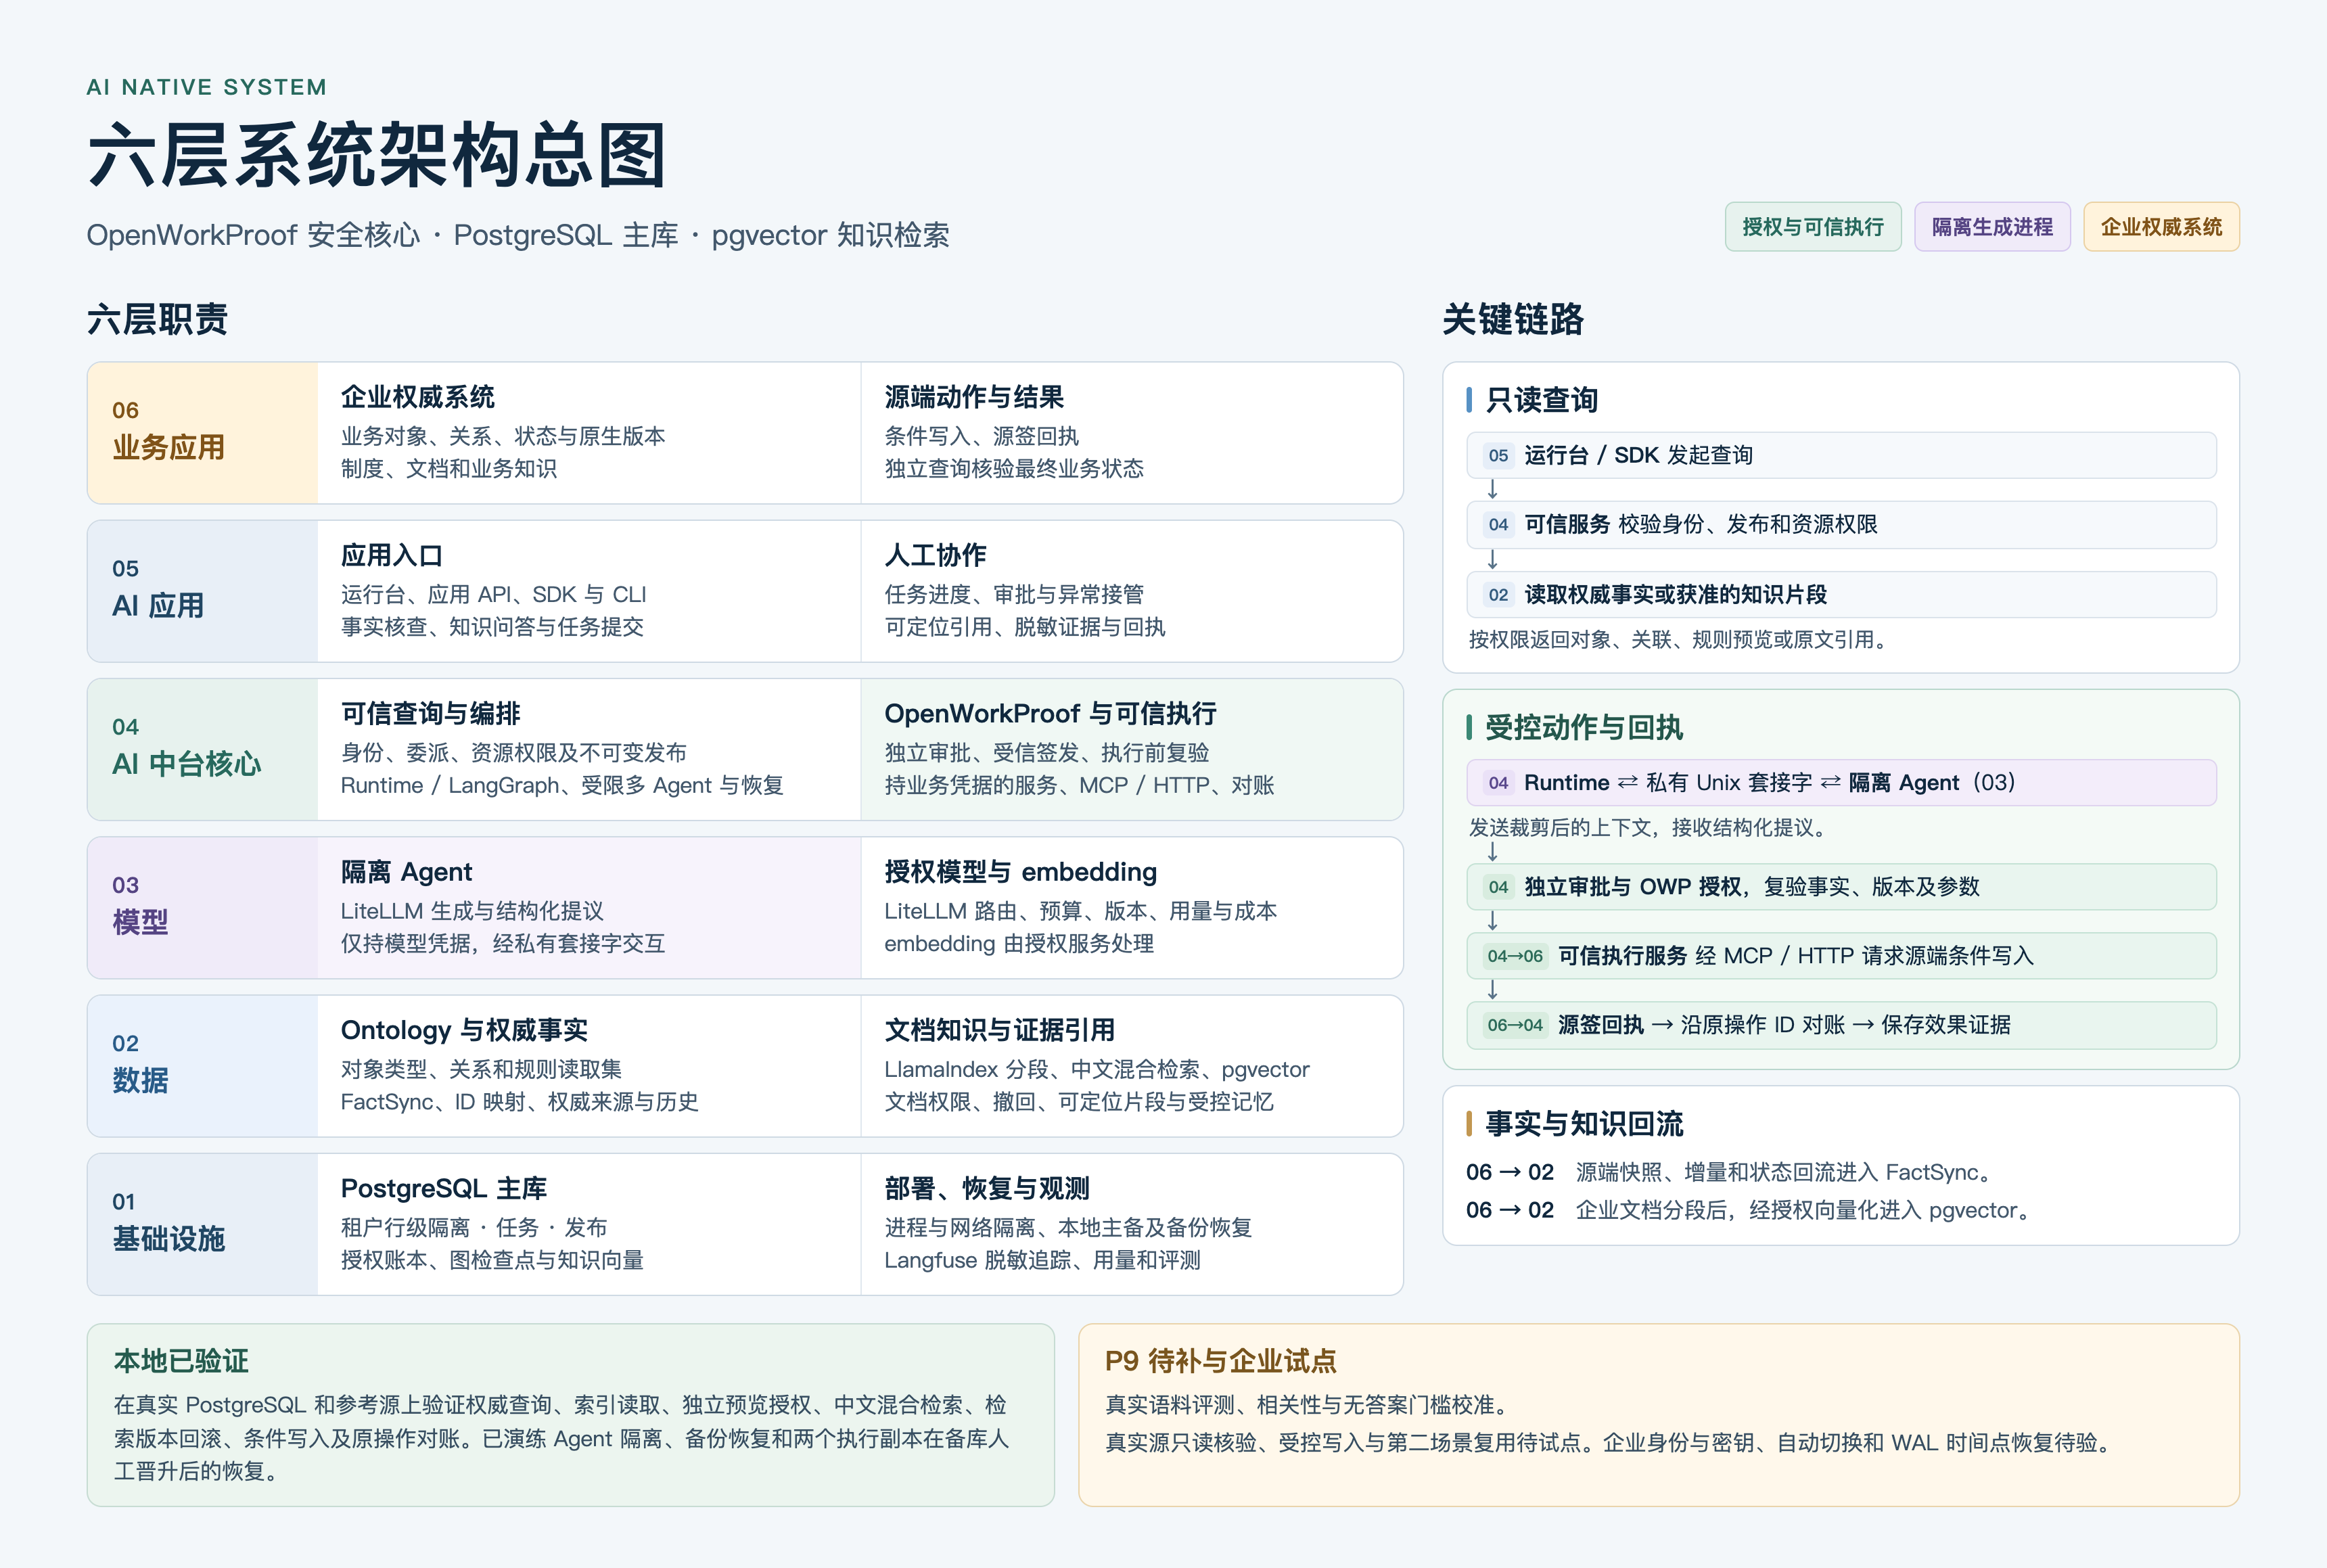 AI NATIVE SYSTEM
六层系统架构总图
OpenWorkProof 安全核心 · PostgreSQL 主库 · pgvector 知识检索
授权与可信执行
隔离生成进程
企业权威系统
六层职责
06
业务应用
企业权威系统
业务对象、关系、状态与原生版本
制度、文档和业务知识
源端动作与结果
条件写入、源签回执
独立查询核验最终业务状态
05
AI 应用
应用入口
运行台、应用 API、SDK 与 CLI
事实核查、知识问答与任务提交
人工协作
任务进度、审批与异常接管
可定位引用、脱敏证据与回执
04
AI 中台核心
可信查询与编排
身份、委派、资源权限及不可变发布
Runtime / LangGraph、受限多 Agent 与恢复
OpenWorkProof 与可信执行
独立审批、受信签发、执行前复验
持业务凭据的服务、MCP / HTTP、对账
03
模型
隔离 Agent
LiteLLM 生成与结构化提议
仅持模型凭据，经私有套接字交互
授权模型与 embedding
LiteLLM 路由、预算、版本、用量与成本
embedding 由授权服务处理
02
数据
Ontology 与权威事实
对象类型、关系和规则读取集
FactSync、ID 映射、权威来源与历史
文档知识与证据引用
LlamaIndex 分段、中文混合检索、pgvector
文档权限、撤回、可定位片段与受控记忆
01
基础设施
PostgreSQL 主库
租户行级隔离 · 任务 · 发布
授权账本、图检查点与知识向量
部署、恢复与观测
进程与网络隔离、本地主备及备份恢复
Langfuse 脱敏追踪、用量和评测
关键链路
只读查询
05 运行台 / SDK 发起查询
↓
04 可信服务 校验身份、发布和资源权限
↓
02 读取权威事实或获准的知识片段
按权限返回对象、关联、规则预览或原文引用。
受控动作与回执
04 Runtime ⇄ 私有 Unix 套接字 ⇄ 隔离 Agent（03）
发送裁剪后的上下文，接收结构化提议。
↓
04 独立审批与 OWP 授权，复验事实、版本及参数
↓
04→06 可信执行服务 经 MCP / HTTP 请求源端条件写入
↓
06→04 源签回执 → 沿原操作 ID 对账 → 保存效果证据
事实与知识回流
06 → 02 源端快照、增量和状态回流进入 FactSync。
06 → 02 企业文档分段后，经授权向量化进入 pgvector。
本地已验证
在真实 PostgreSQL 和参考源上验证权威查询、索引读取、独立预览授权、中文混合检索、检
索版本回滚、条件写入及原操作对账。已演练 Agent 隔离、备份恢复和两个执行副本在备库人
工晋升后的恢复。
P9 待补与企业试点
真实语料评测、相关性与无答案门槛校准。
真实源只读核验、受控写入与第二场景复用待试点。企业身份与密钥、自动切换和 WAL 时间点恢复待验。